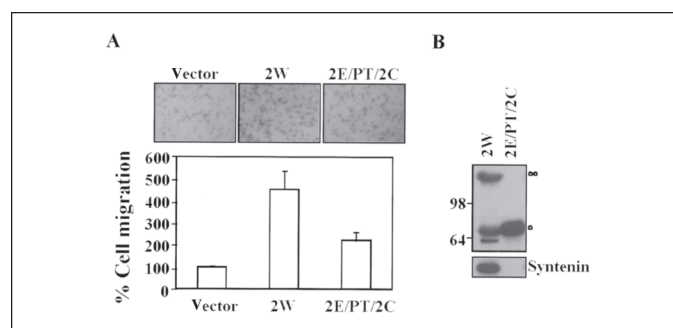 A
Vector 2W 2E/PT/2C
% Cell migration
600
500
400
300
200
100
0
Vector 2W 2E/PT/2C
B
2W
2E/PT/2C
98
64
Syntenin